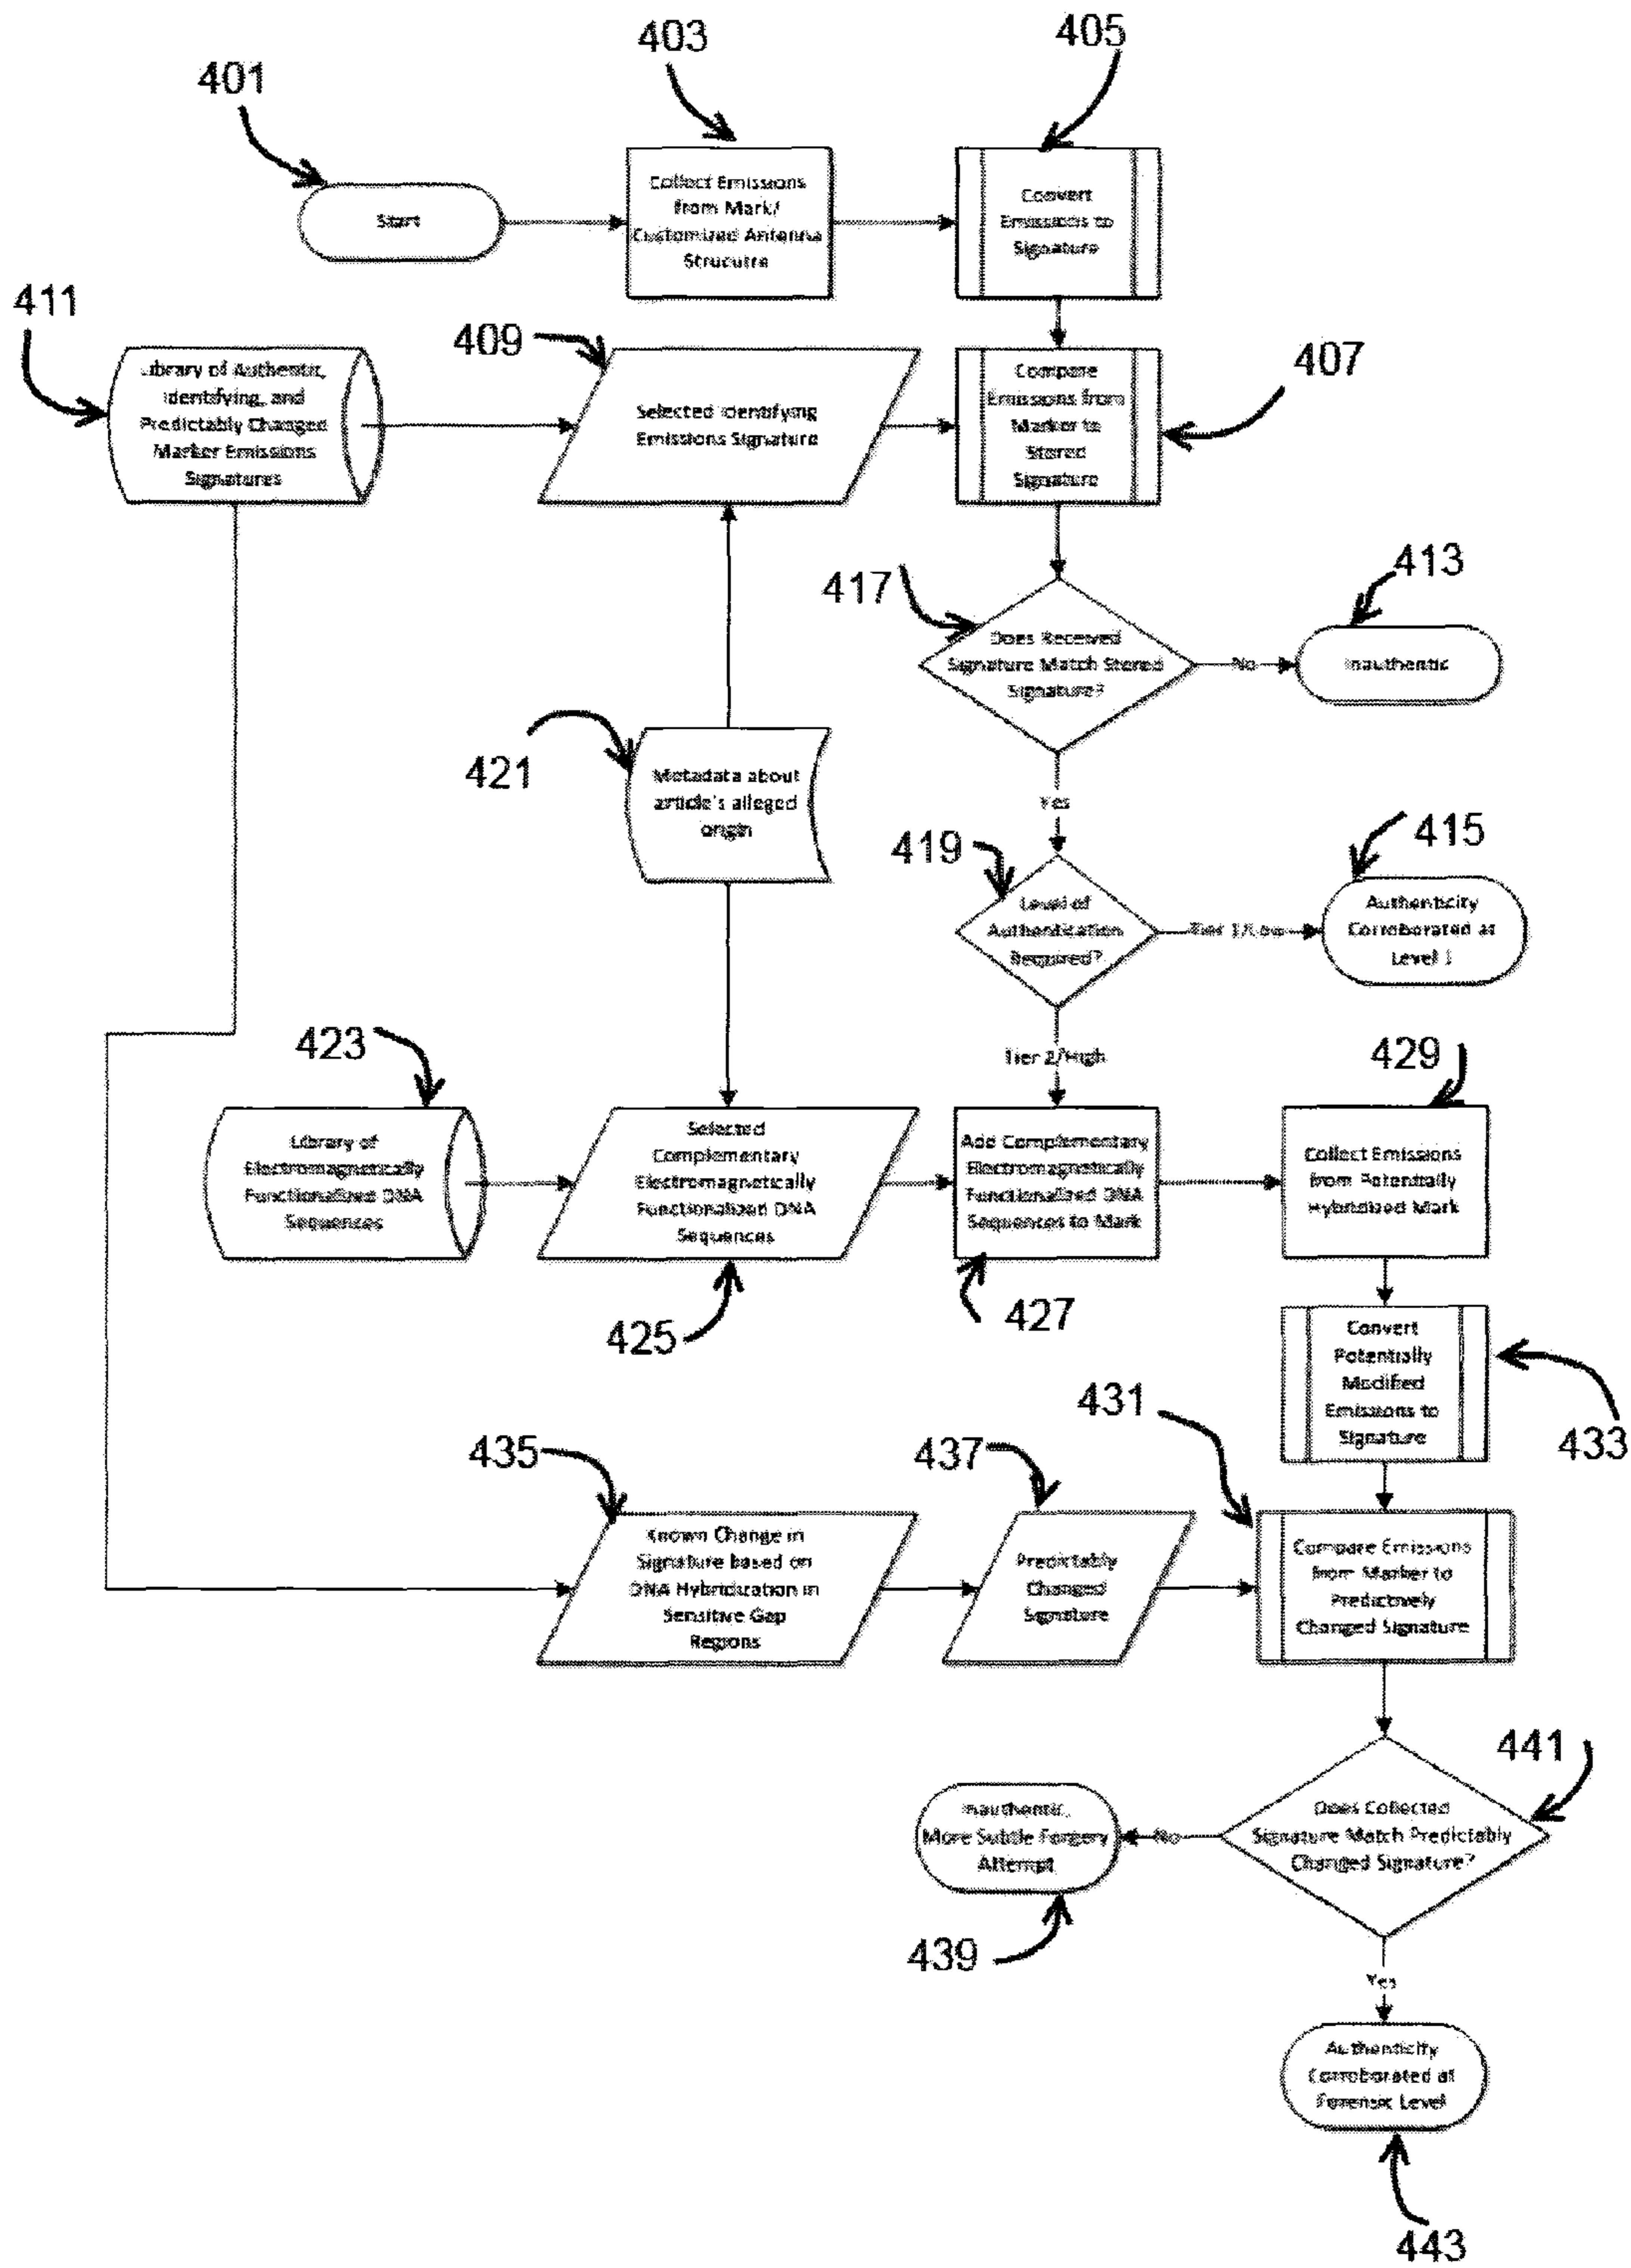 403
405
401
Collect Emissions
from Mark/
Customized Antenna
Strucutre
Convert
Emissions to
Signature
Start
411
409
407
Library of Authentic,
Identifying, and
Predictably Changed
Marker Emissions
Signatures
Selected Identifying
Emissions Signature
Compare
Emissions from
Marker to
Stored
Signature
417
413
Does Received
Signature Match Stored
Signature?
No
Inauthentic
421
Metadata about
article's alleged
origin
Yes
419
415
Level of
Authentication
Required?
Tier 1/Low
Authenticity
Corroborated at
Level 1
423
Tier 2/High
429
Library of
Electromagnetically
Functionalized DNA
Sequences
Selected
Complementary
Electromagnetically
Functionalized DNA
Sequences
Add Complementary
Electromagnetically
Functionalized DNA
Sequences to Mark
Collect Emissions
from Potentially
Hybridized Mark
425
427
Convert
Potentially
Modified
Emissions to
Signature
433
431
435
437
Known Change in
Signature based on
DNA Hybridization in
Sensitive Gap
Regions
Predictably
Changed
Signature
Compare Emissions
from Marker to
Predictively
Changed Signature
441
Inauthentic,
More Subtle Forgery
Attempt
No
Does Collected
Signature Match Predictably
Changed Signature?
439
Yes
Authenticity
Corroborated at
Forensic Level
443